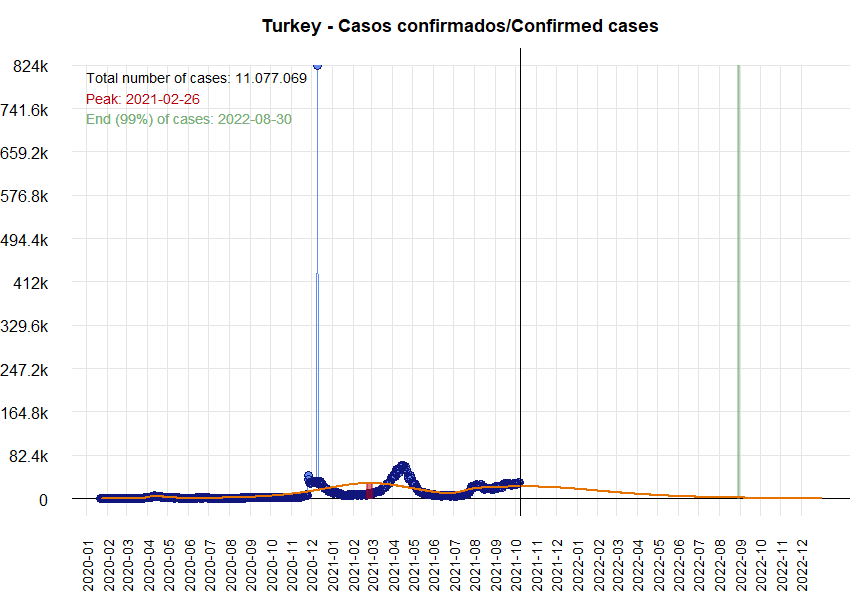 Turkey - Casos confirmados/Confirmed cases
824k
741.6k
659.2k
576.8k
494.4k
412k
329.6k
247.2k
164.8k
82.4k
0
Total number of cases: 11.077.069
Peak: 2021-02-26
End (99%) of cases: 2022-08-30
2020-01
2020-02
2020-03
2020-04
2020-05
2020-06
2020-07
2020-08
2020-09
2020-10
2020-11
2020-12
2021-01
2021-02
2021-03
2021-04
2021-05
2021-06
2021-07
2021-08
2021-09
2021-10
2021-11
2021-12
2022-01
2022-02
2022-03
2022-04
2022-05
2022-06
2022-07
2022-08
2022-09
2022-10
2022-11
2022-12